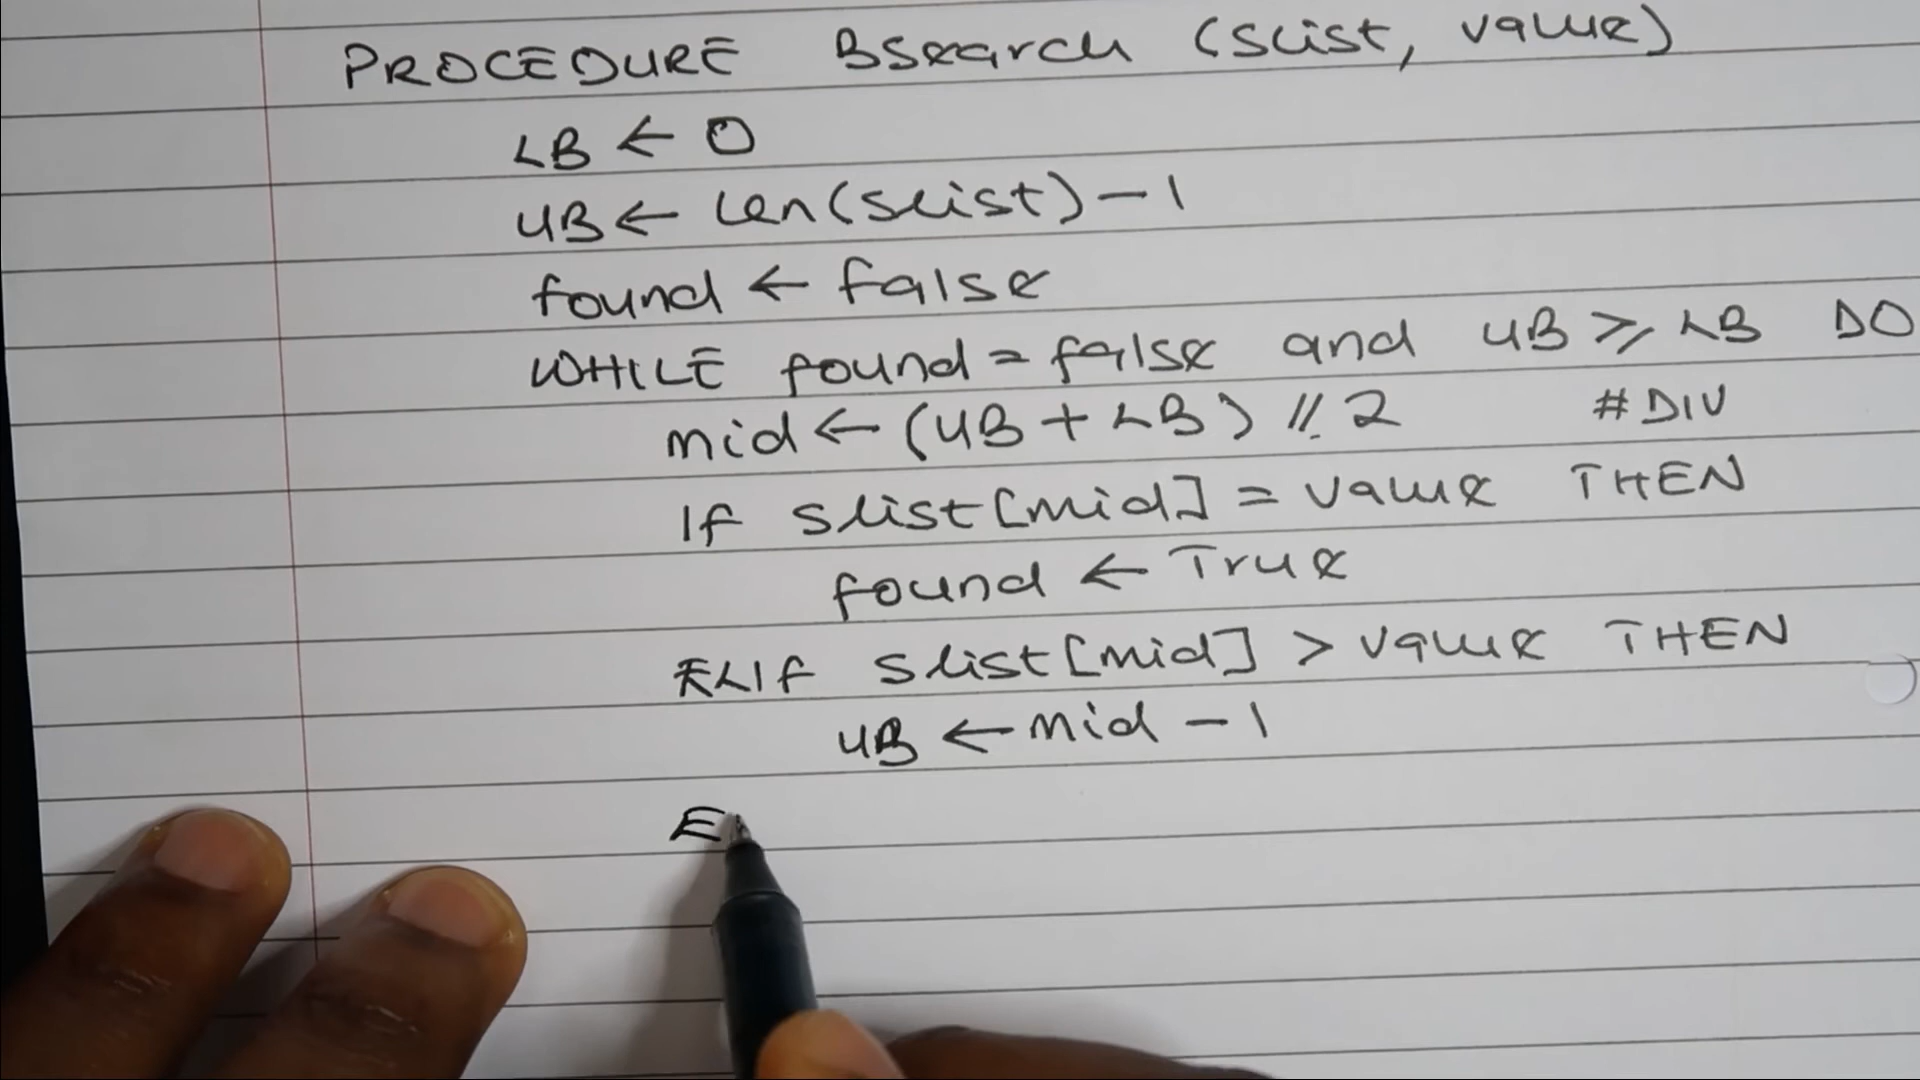 PROCEDURE Bsearch (slist, value)
LB ← 0
UB ← len(slist) - 1
found ← false
WHILE found = false and UB ≥ LB DO
mid ← (UB + LB) // 2 #DIV
If slist[mid] = value THEN
found ← True
ELIf slist[mid] > value THEN
UB ← mid - 1
E